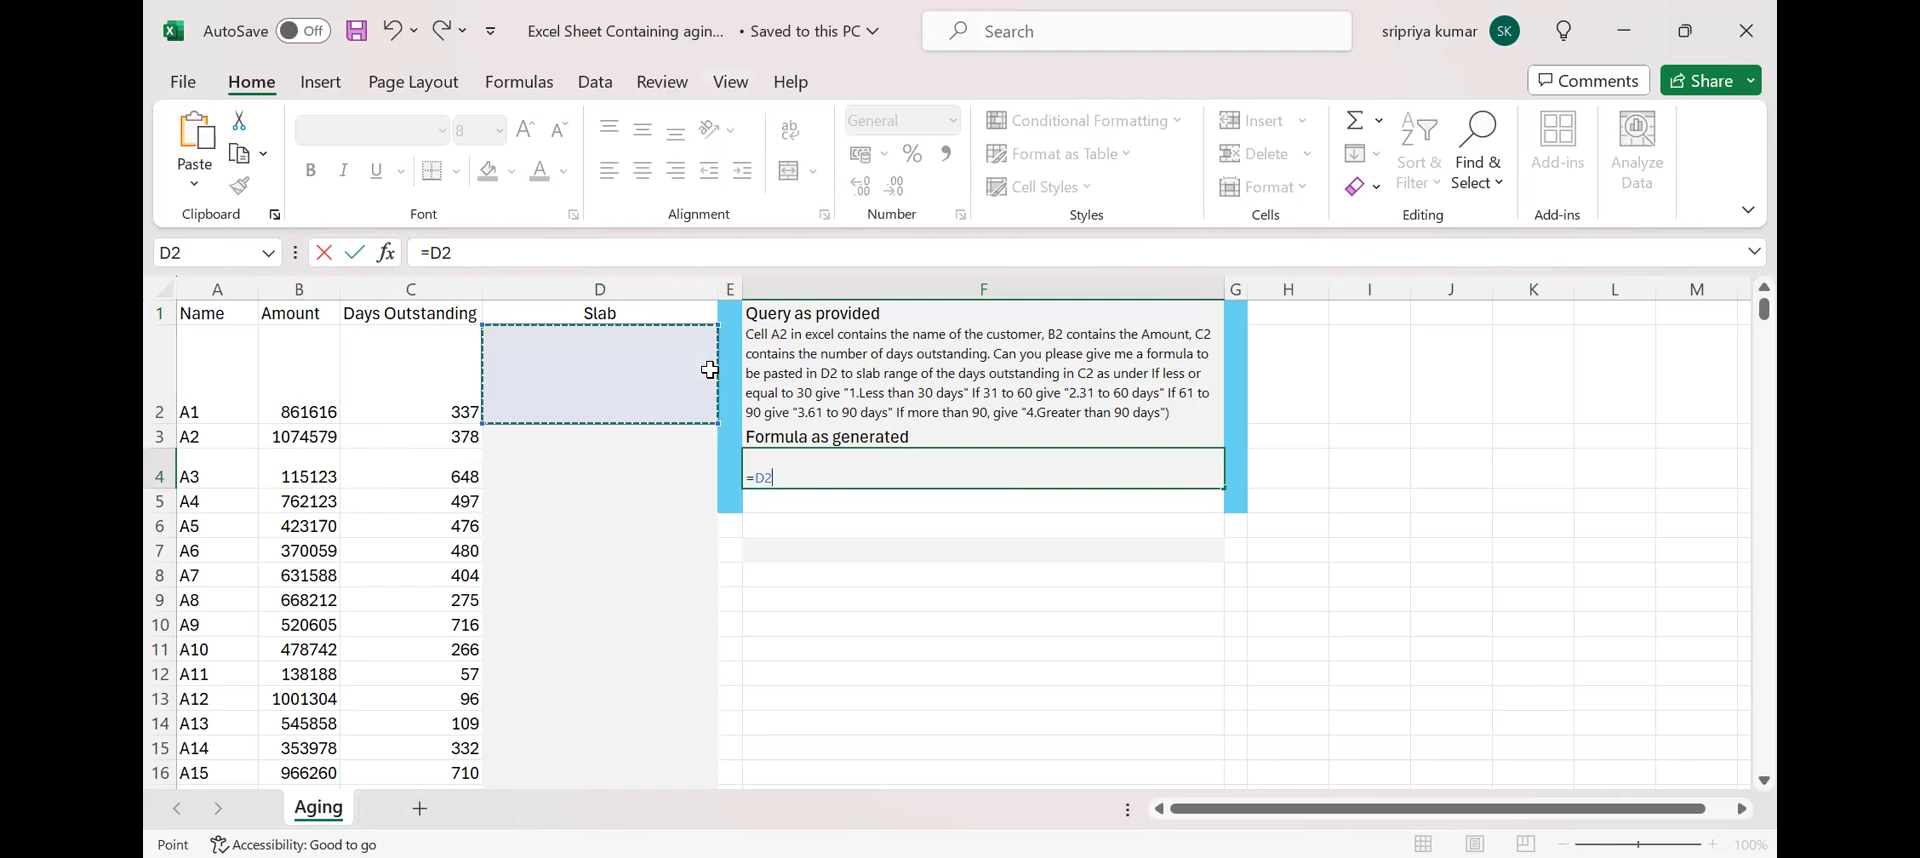 AutoSave Off Excel Sheet Containing agin... • Saved to this PC Search sripriya kumar SK
File Home Insert Page Layout Formulas Data Review View Help Comments Share
Paste
Clipboard
8
B I U A
Font
ab
Alignment
General
% 9
.00
Number
Conditional Formatting
Format as Table
Cell Styles
Styles
Insert
Delete
Format
Cells
Sort & Filter
Find & Select
Editing
Add-ins
Add-ins
Analyze Data
D2 fx =D2
A B C D E F G H I J K L M
1 Name Amount Days Outstanding Slab Query as provided
Cell A2 in excel contains the name of the customer, B2 contains the Amount, C2
contains the number of days outstanding. Can you please give me a formula to
be pasted in D2 to slab range of the days outstanding in C2 as under If less or
equal to 30 give "1.Less than 30 days" If 31 to 60 give "2.31 to 60 days" If 61 to
90 give "3.61 to 90 days" If more than 90, give "4.Greater than 90 days")
2 A1 861616 337
3 A2 1074579 378 Formula as generated
4 A3 115123 648 =D2
5 A4 762123 497
6 A5 423170 476
7 A6 370059 480
8 A7 631588 404
9 A8 668212 275
10 A9 520605 716
11 A10 478742 266
12 A11 138188 57
13 A12 1001304 96
14 A13 545858 109
15 A14 353978 332
16 A15 966260 710
Aging
Point Accessibility: Good to go 100%